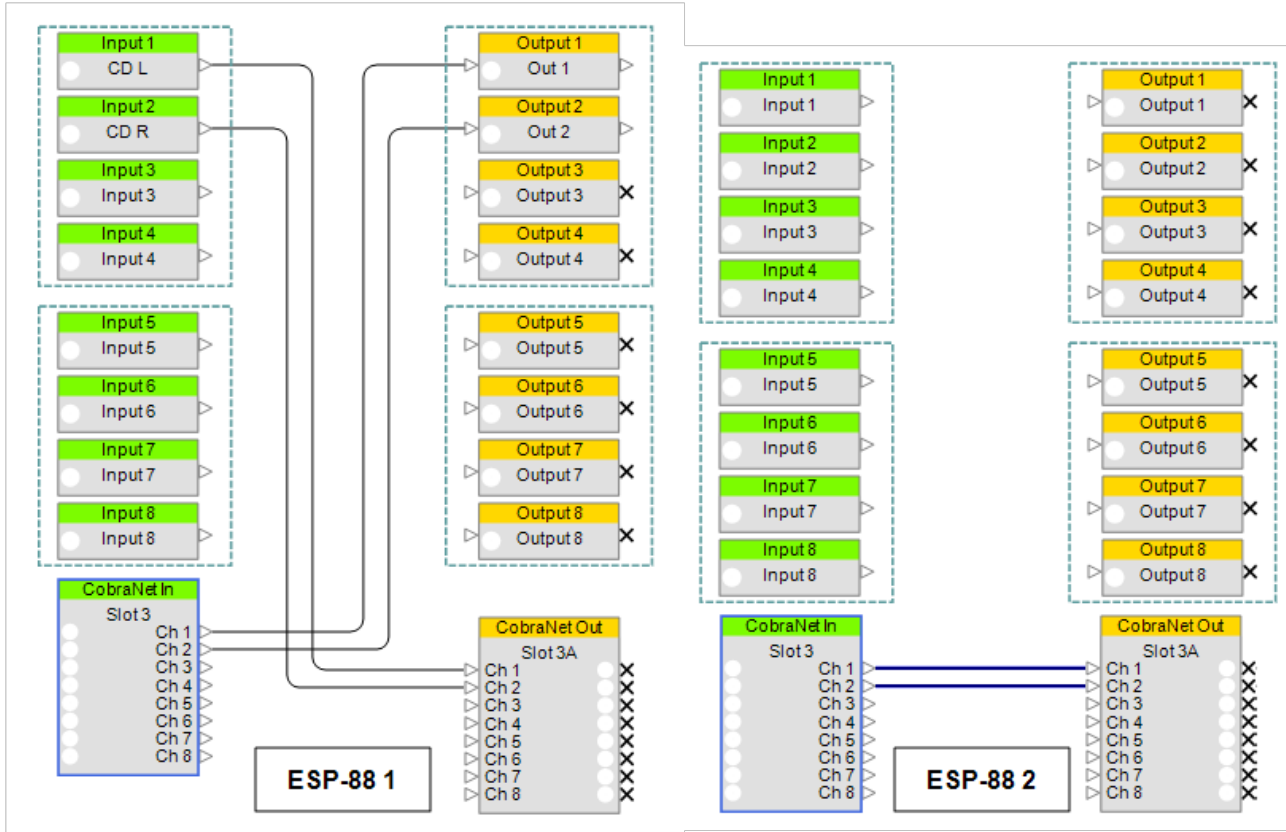 Input 1
CD L
Input 2
CD R
Input 3
Input 3
Input 4
Input 4
Input 5
Input 5
Input 6
Input 6
Input 7
Input 7
Input 8
Input 8
CobraNet In
Slot 3
Ch 1
Ch 2
Ch 3
Ch 4
Ch 5
Ch 6
Ch 7
Ch 8
Output 1
Out 1
Output 2
Out 2
Output 3
Output 3
Output 4
Output 4
Output 5
Output 5
Output 6
Output 6
Output 7
Output 7
Output 8
Output 8
CobraNet Out
Slot 3A
Ch 1
Ch 2
Ch 3
Ch 4
Ch 5
Ch 6
Ch 7
Ch 8
ESP-88 1
Input 1
Input 1
Input 2
Input 2
Input 3
Input 3
Input 4
Input 4
Input 5
Input 5
Input 6
Input 6
Input 7
Input 7
Input 8
Input 8
CobraNet In
Slot 3
Ch 1
Ch 2
Ch 3
Ch 4
Ch 5
Ch 6
Ch 7
Ch 8
Output 1
Output 1
Output 2
Output 2
Output 3
Output 3
Output 4
Output 4
Output 5
Output 5
Output 6
Output 6
Output 7
Output 7
Output 8
Output 8
CobraNet Out
Slot 3A
Ch 1
Ch 2
Ch 3
Ch 4
Ch 5
Ch 6
Ch 7
Ch 8
ESP-88 2